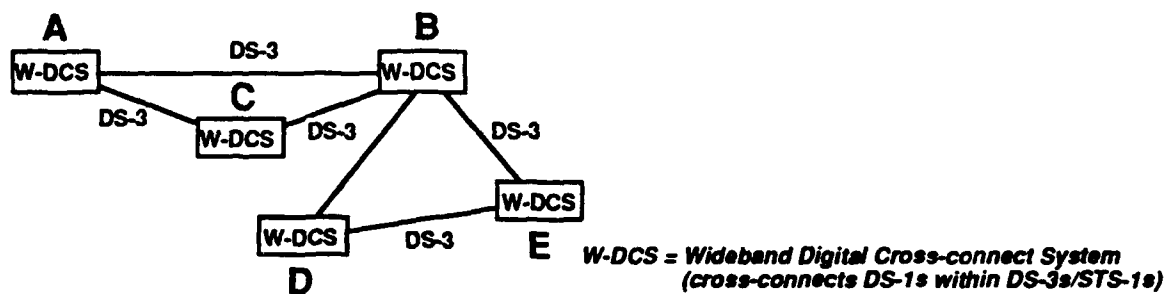 A
B
DS-3
W-DCS
W-DCS
C
DS-3
DS-3
DS-3
W-DCS
W-DCS
W-DCS
DS-3
E
D
W-DCS = Wideband Digital Cross-connect System
(cross-connects DS-1s within DS-3s/STS-1s)